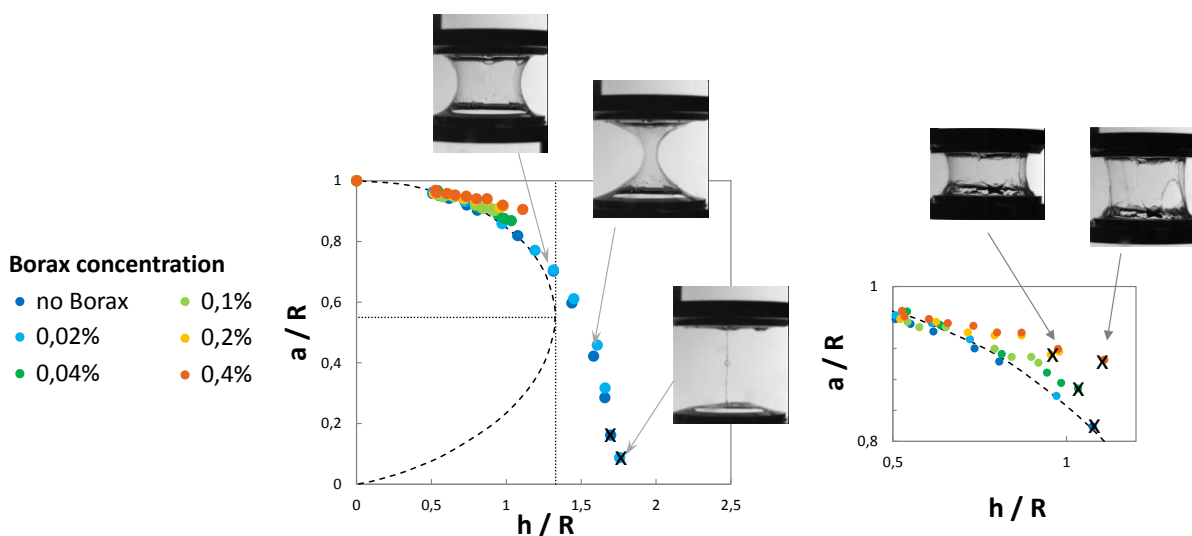 Borax concentration
no Borax
0,1%
0,02%
0,2%
0,04%
0,4%
a / R
1
0,8
0,6
0,4
0,2
0
0
0,5
1
1,5
2
2,5
h / R
X
X
a / R
1
0,8
0,5
1
h / R
X
X
X
X